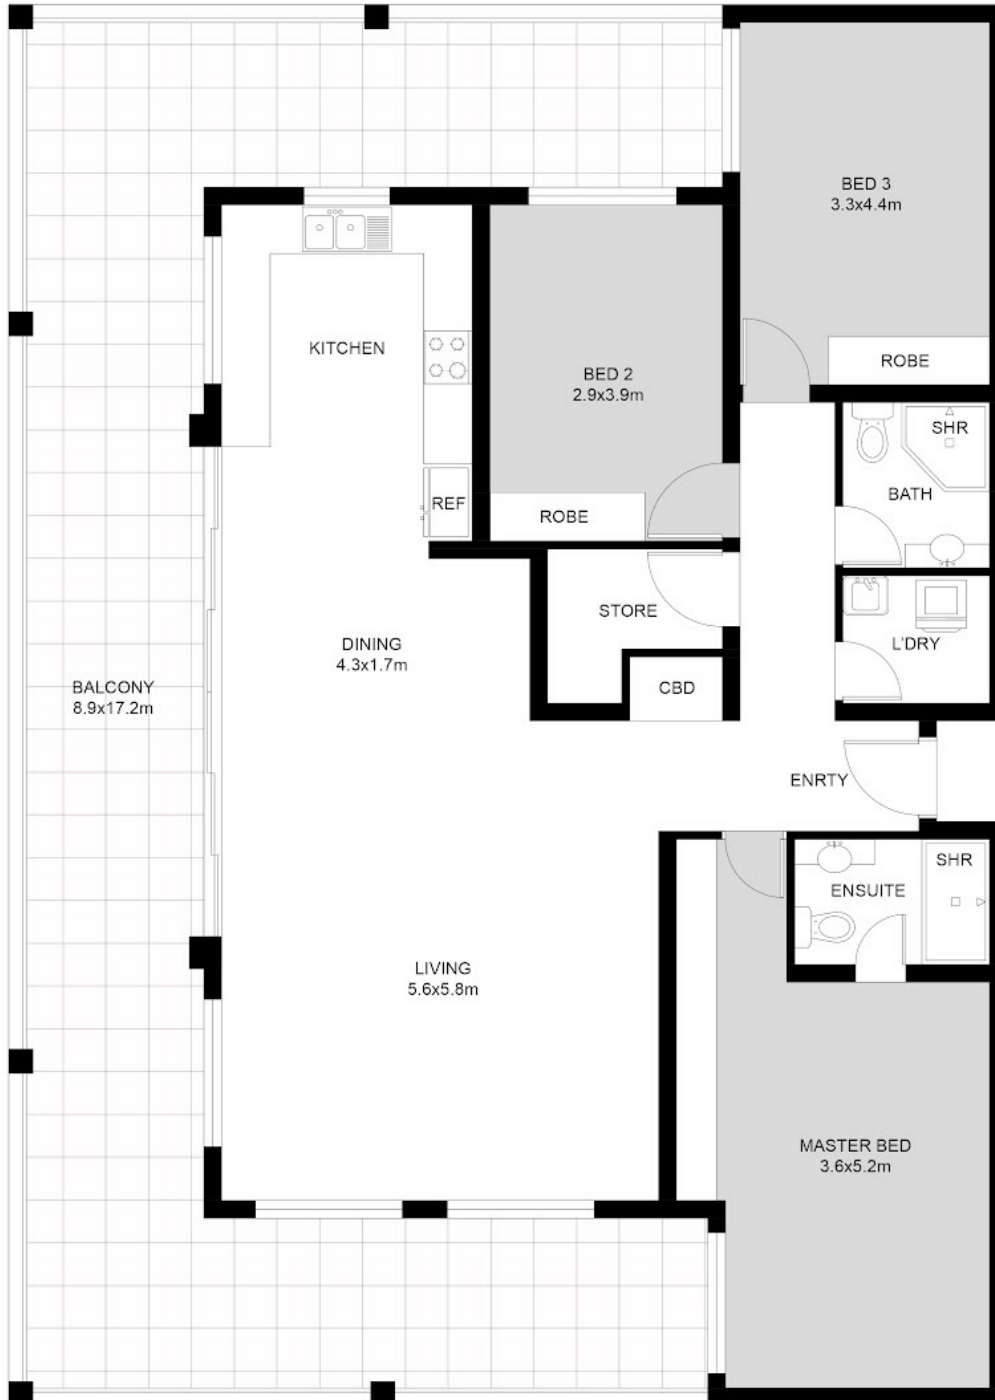 BED 3
3.3x4.4m
KITCHEN
ROBE
BED 2
2.9x3.9m
SHR
BATH
REF
ROBE
STORE
DINING
4.3x1.7m
L'DRY
CBD
BALCONY
8.9x17.2m
ENRTY
SHR
ENSUITE
LIVING
5.6x5.8m
MASTER BED
3.6x5.2m